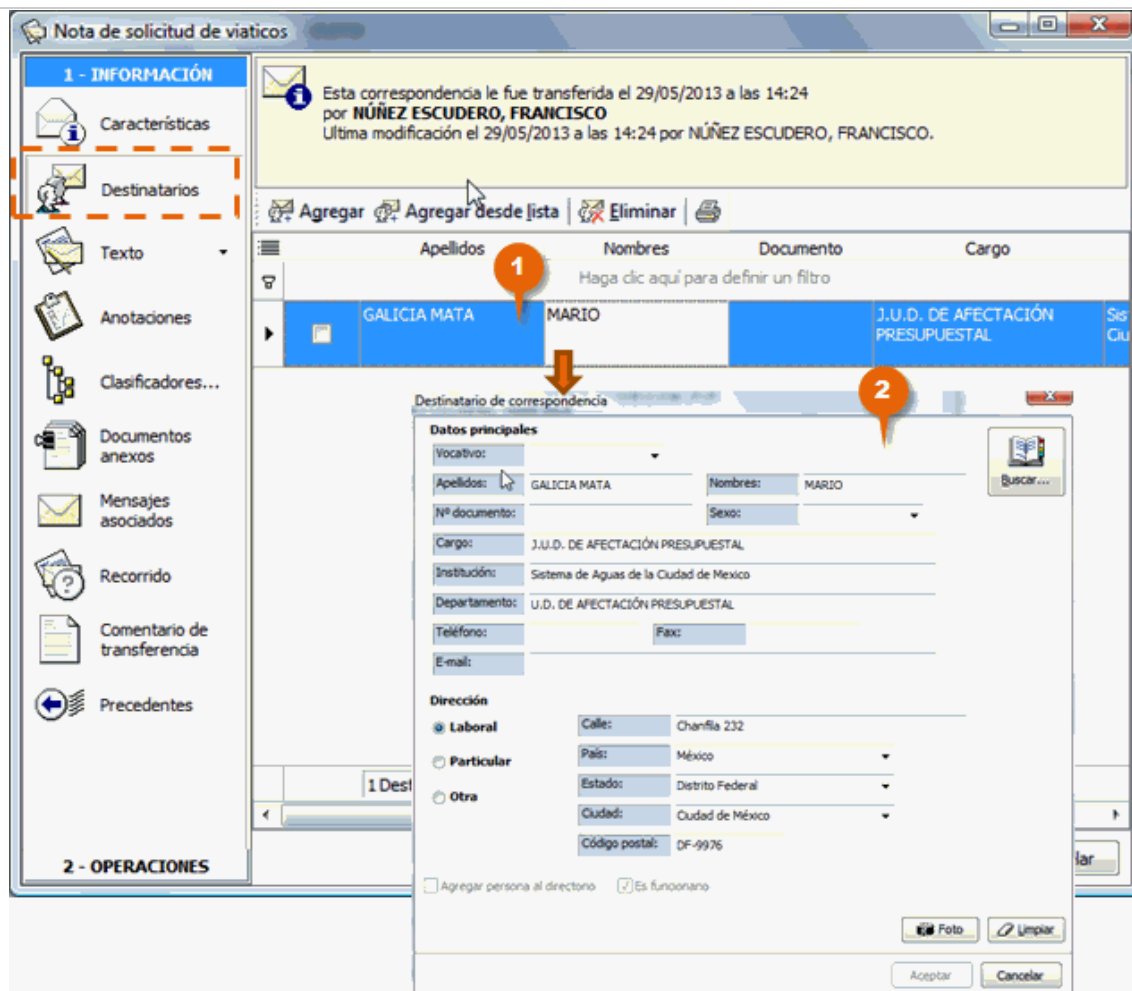 Nota de solicitud de viaticos
1 - INFORMACIÓN
Características
Destinatarios
Texto
Anotaciones
Clasificadores...
Documentos
anexos
Mensajes
asociados
Recorrido
Comentario de
transferencia
Precedentes
2 - OPERACIONES
Esta correspondencia le fue transferida el 29/05/2013 a las 14:24
por NÚÑEZ ESCUDERO, FRANCISCO
Ultima modificación el 29/05/2013 a las 14:24 por NÚÑEZ ESCUDERO, FRANCISCO.
Agregar Agregar desde lista Eliminar
Apellidos Nombres Documento Cargo
Haga clic aquí para definir un filtro
1
GALICIA MATA MARIO J.U.D. DE AFECTACIÓN Sis
PRESUPUESTAL Ciu
2
Destinatario de correspondencia
Datos principales
Vocativo:
Apellidos: GALICIA MATA Nombres: MARIO
Buscar...
Nº documento: Sexo:
Cargo: J.U.D. DE AFECTACIÓN PRESUPUESTAL
Institución: Sistema de Aguas de la Ciudad de Mexico
Departamento: U.D. DE AFECTACIÓN PRESUPUESTAL
Teléfono: Fax:
E-mail:
Dirección
Laboral Calle: Chanfila 232
Particular País: México
1 Dest
Otra Estado: Distrito Federal
Ciudad: Ciudad de México
Código postal: DF-9976
lar
Agregar persona al directorio Es funcionario
Foto Limpiar
Aceptar Cancelar